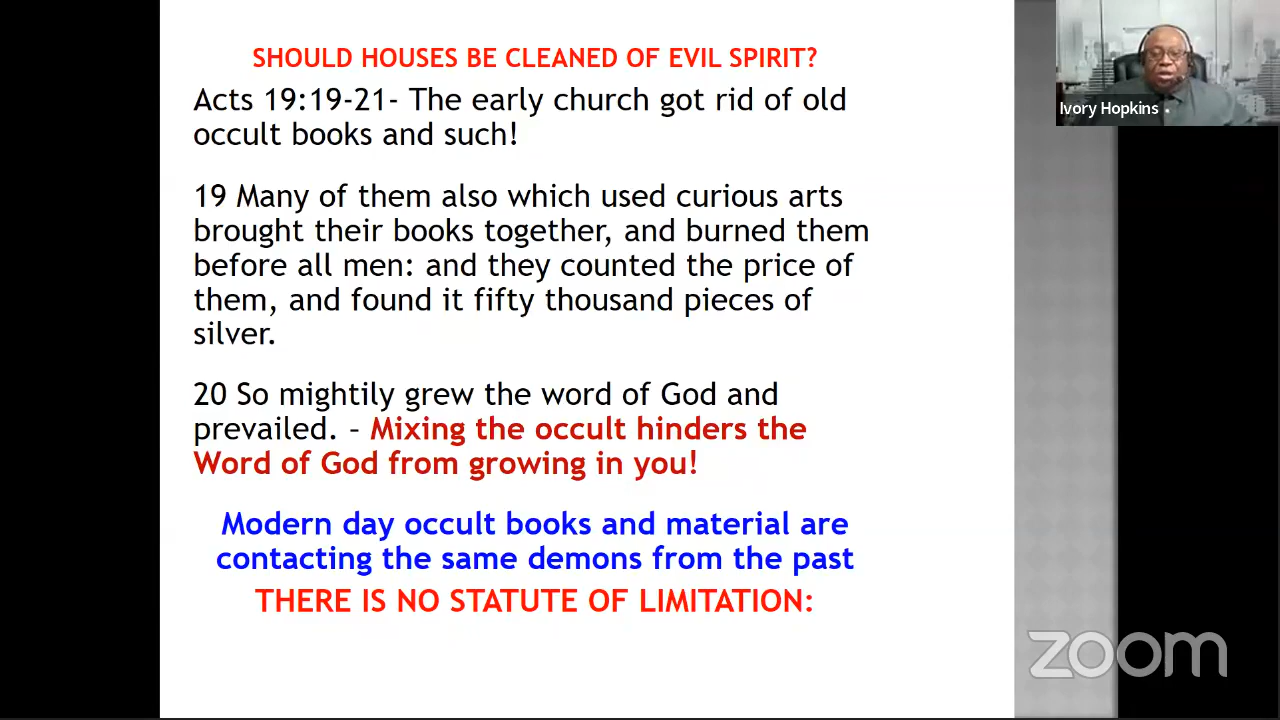 SHOULD HOUSES BE CLEANED OF EVIL SPIRIT?
Acts 19:19-21- The early church got rid of old
occult books and such!
19 Many of them also which used curious arts
brought their books together, and burned them
before all men: and they counted the price of
them, and found it fifty thousand pieces of
silver.
20 So mightily grew the word of God and
prevailed. – Mixing the occult hinders the
Word of God from growing in you!
Modern day occult books and material are
contacting the same demons from the past
THERE IS NO STATUTE OF LIMITATION:
Ivory Hopkins
zoom